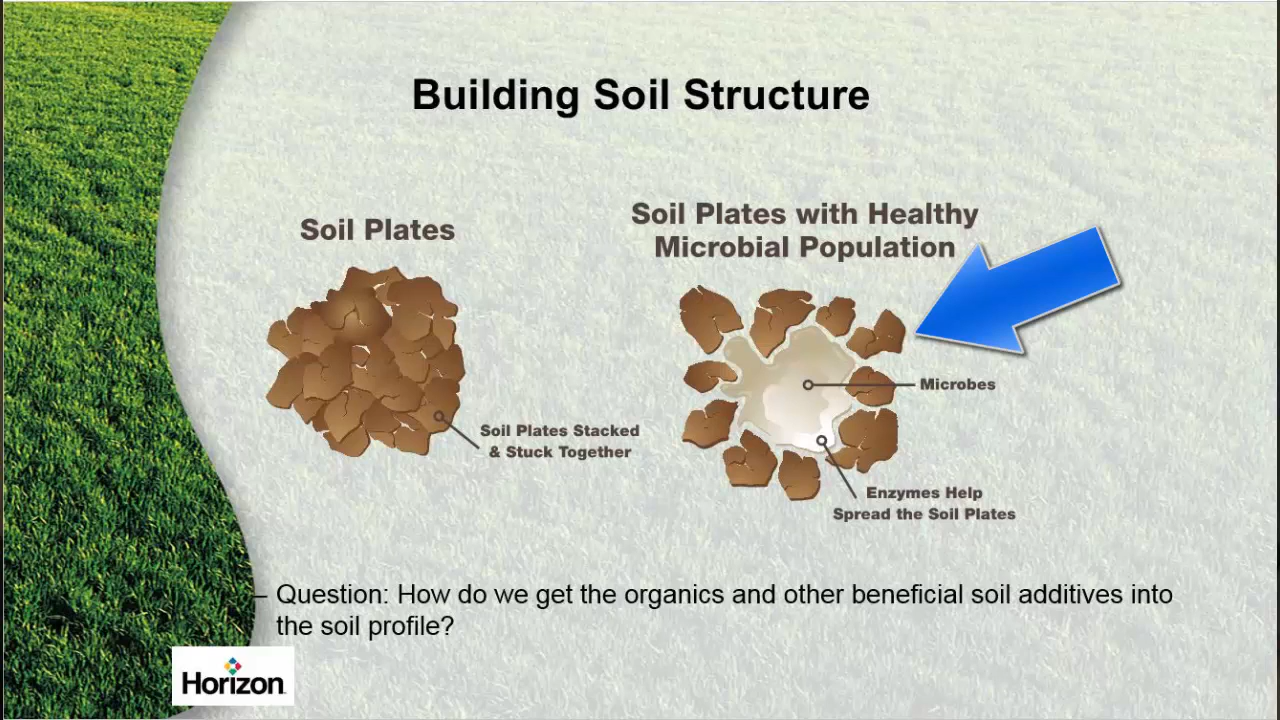 Building Soil Structure
Soil Plates
Soil Plates with Healthy
Microbial Population
Soil Plates Stacked
& Stuck Together
Microbes
Enzymes Help
Spread the Soil Plates
– Question: How do we get the organics and other beneficial soil additives into
the soil profile?
Horizon